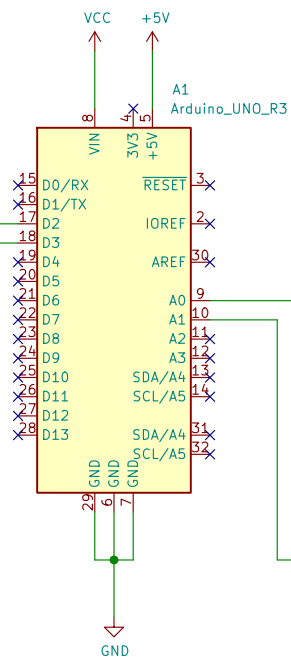 VCC +5V
A1
Arduino_UNO_R3
8 4 5
VIN 3V3 +5V
15 D0/RX RESET 3
16 D1/TX
17 D2 IOREF 2
18 D3
19 D4 AREF 30
20 D5
21 D6 A0 9
22 D7 A1 10
23 D8 A2 11
24 D9 A3 12
25 D10 SDA/A4 13
26 D11 SCL/A5 14
27 D12
28 D13 SDA/A4 31
SCL/A5 32
GND GND GND
29 6 7
GND